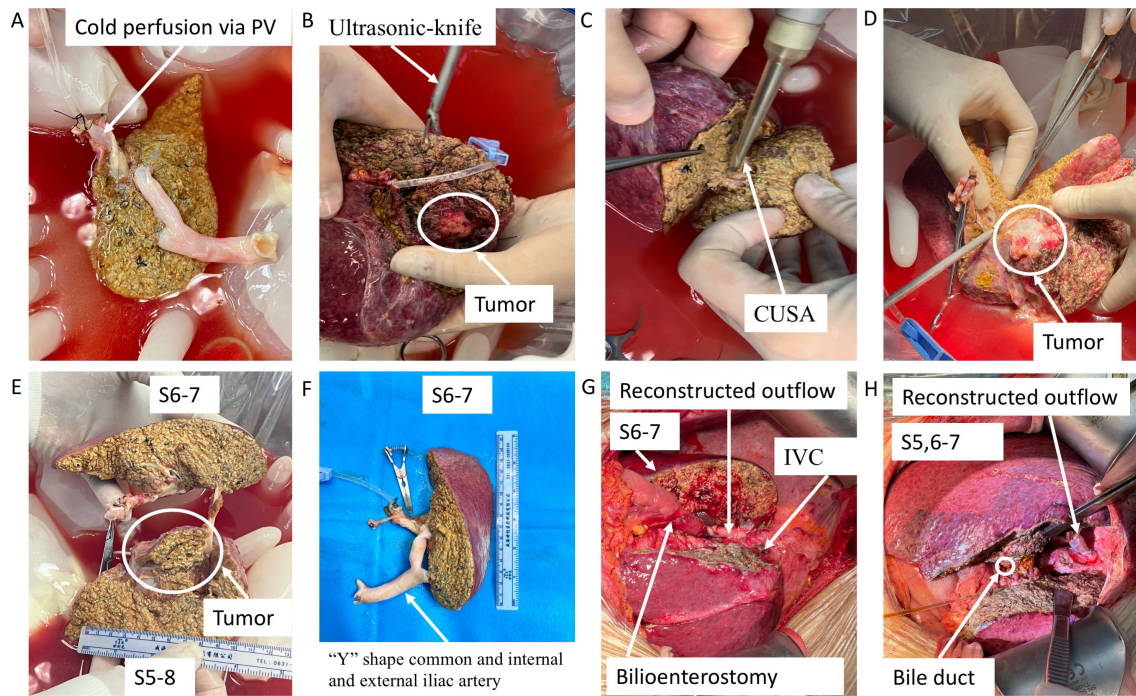 A
Cold perfusion via PV
B
Ultrasonic-knife
Tumor
C
CUSA
D
Tumor
E
S6-7
Tumor
S5-8
F
S6-7
“Y” shape common and internal
and external iliac artery
G
Reconstructed outflow
S6-7
IVC
Bilioenterostomy
H
Reconstructed outflow
S5,6-7
Bile duct